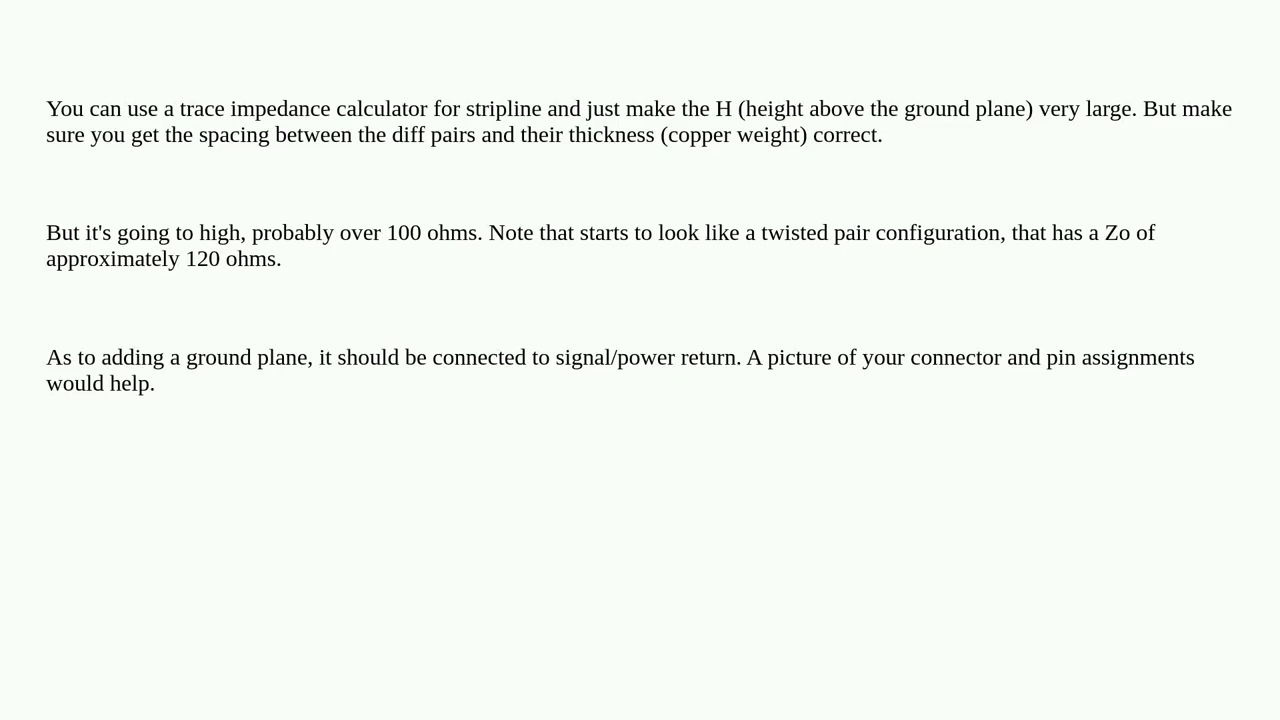 You can use a trace impedance calculator for stripline and just make the H (height above the ground plane) very large. But make
sure you get the spacing between the diff pairs and their thickness (copper weight) correct.
But it's going to high, probably over 100 ohms. Note that starts to look like a twisted pair configuration, that has a Zo of
approximately 120 ohms.
As to adding a ground plane, it should be connected to signal/power return. A picture of your connector and pin assignments
would help.